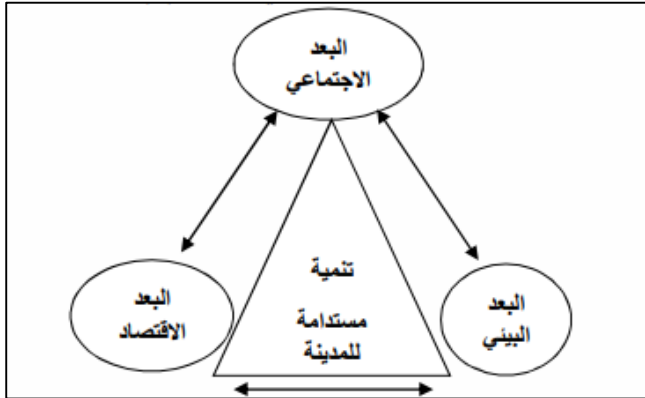 البعد
الاجتماعي
البعد
البيئي
تنمية
مستدامة
للمدينة
البعد
الاقتصاد